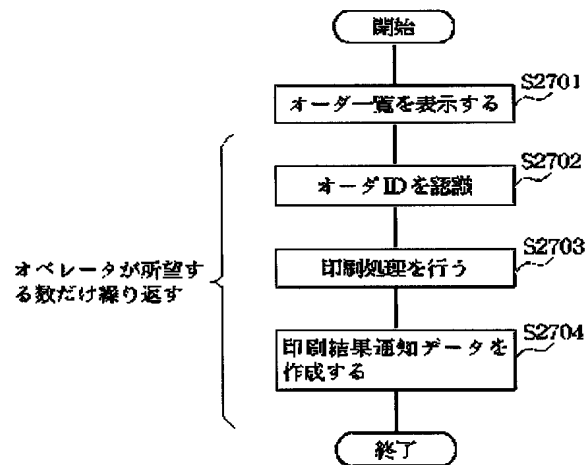 開始
S2701
オーダ一覧を表示する
S2702
オーダIDを認識
S2703
印刷処理を行う
オペレータが所望す
る数だけ繰り返す
S2704
印刷結果通知データを
作成する
終了